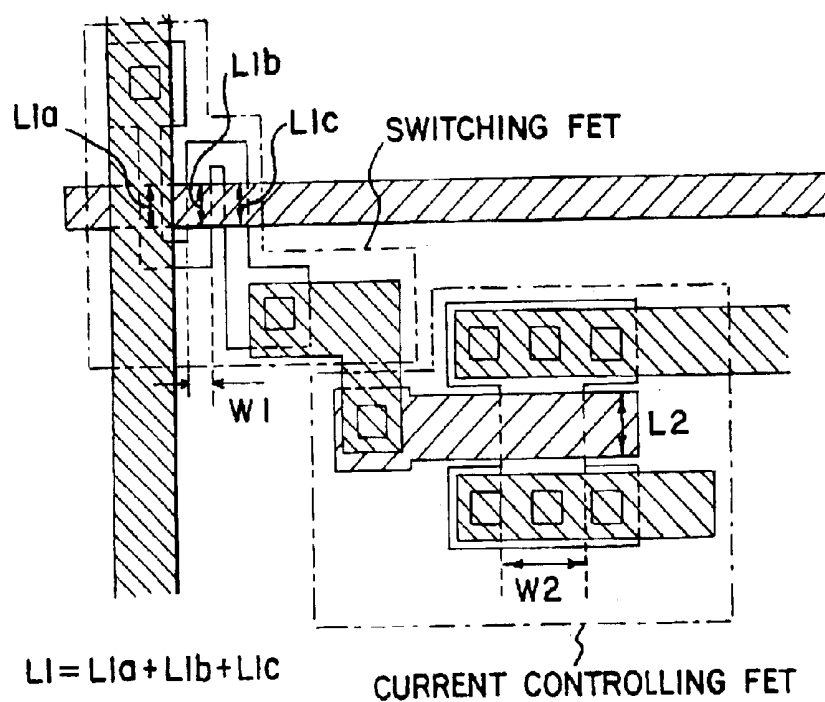 L1b
L1a
L1c
SWITCHING FET
W1
L2
W2
L1=L1a+L1b+L1c
CURRENT CONTROLLING FET